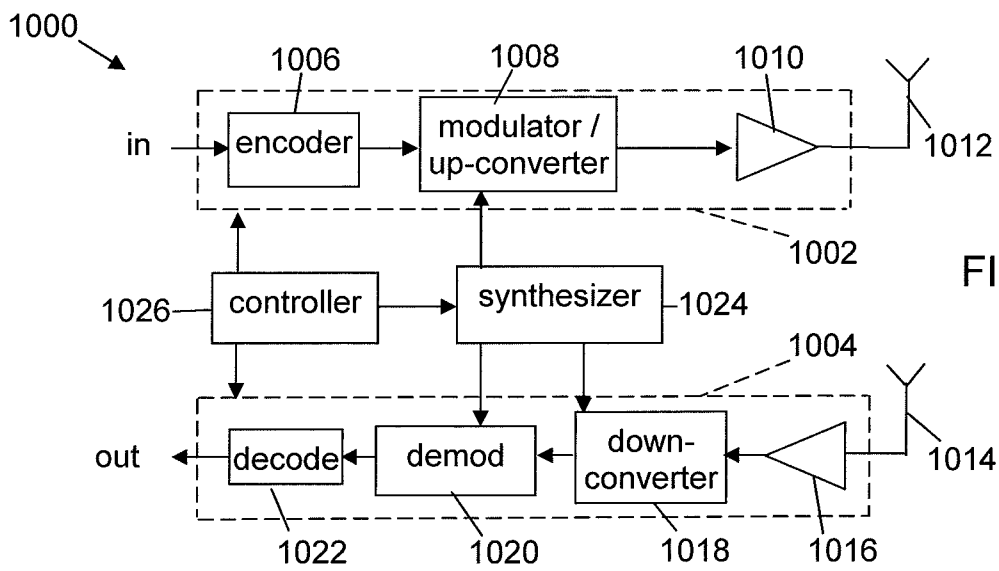 1000
1006
1008
1010
in
encoder
modulator /
up-converter
1012
1002
FI
1026
controller
synthesizer
1024
1004
out
decode
demod
down-
converter
1014
1022
1020
1018
1016